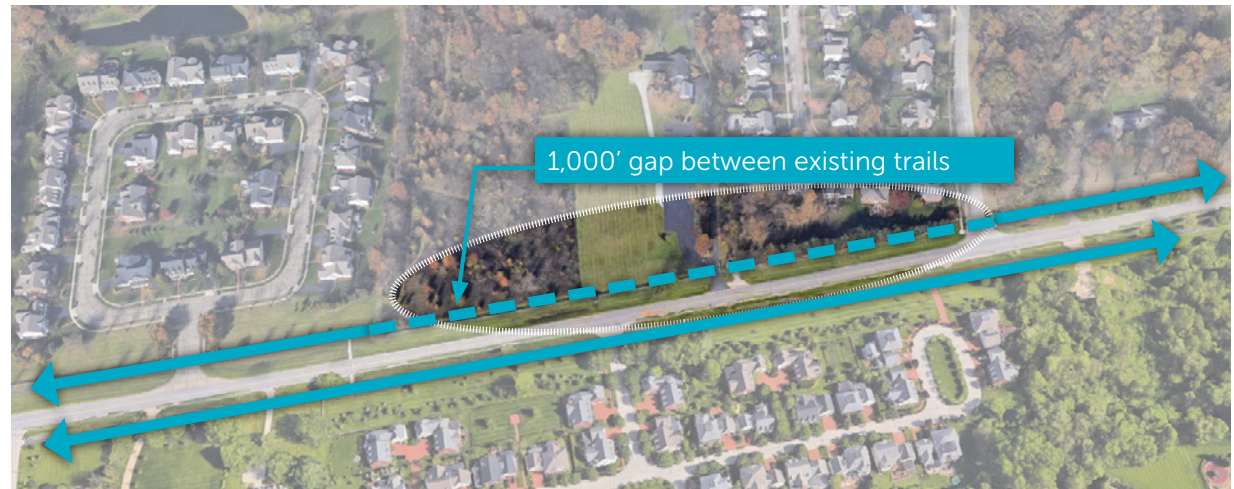 1,000’ gap between existing trails